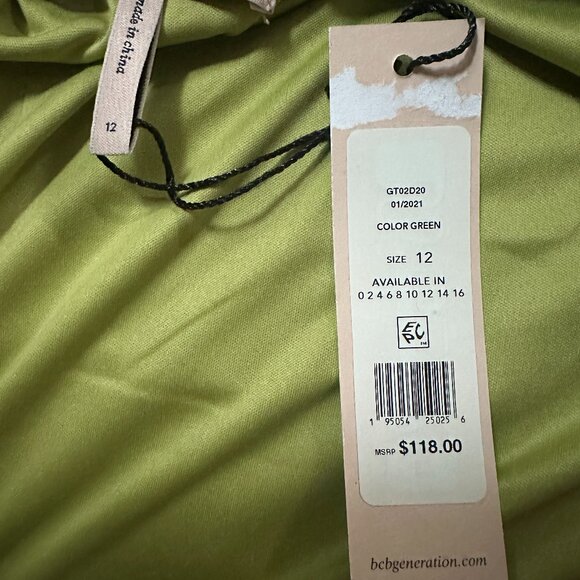 made in china
12
GT02D20
01/2021
COLOR GREEN
SIZE 12
AVAILABLE IN
0 2 4 6 8 10 12 14 16
EPC
1 95054 25025 6
MSRP $118.00
bcbgeneration.com